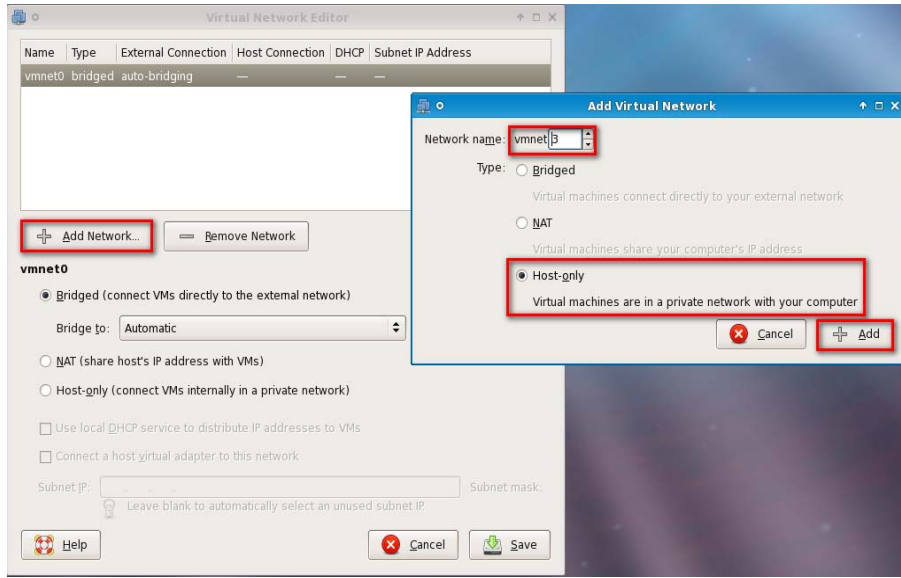 Virtual Network Editor
Name Type External Connection Host Connection DHCP Subnet IP Address
vmnet0 bridged auto-bridging — — —
Add Network... Remove Network
vmnet0
Bridged (connect VMs directly to the external network)
Bridge to: Automatic
NAT (share host's IP address with VMs)
Host-only (connect VMs internally in a private network)
Use local DHCP service to distribute IP addresses to VMs
Connect a host virtual adapter to this network
Subnet IP: . . . Subnet mask:
Leave blank to automatically select an unused subnet IP.
Help Cancel Save
Add Virtual Network
Network name: vmnet 3
Type: Bridged
Virtual machines connect directly to your external network
NAT
Virtual machines share your computer's IP address
Host-only
Virtual machines are in a private network with your computer
Cancel Add